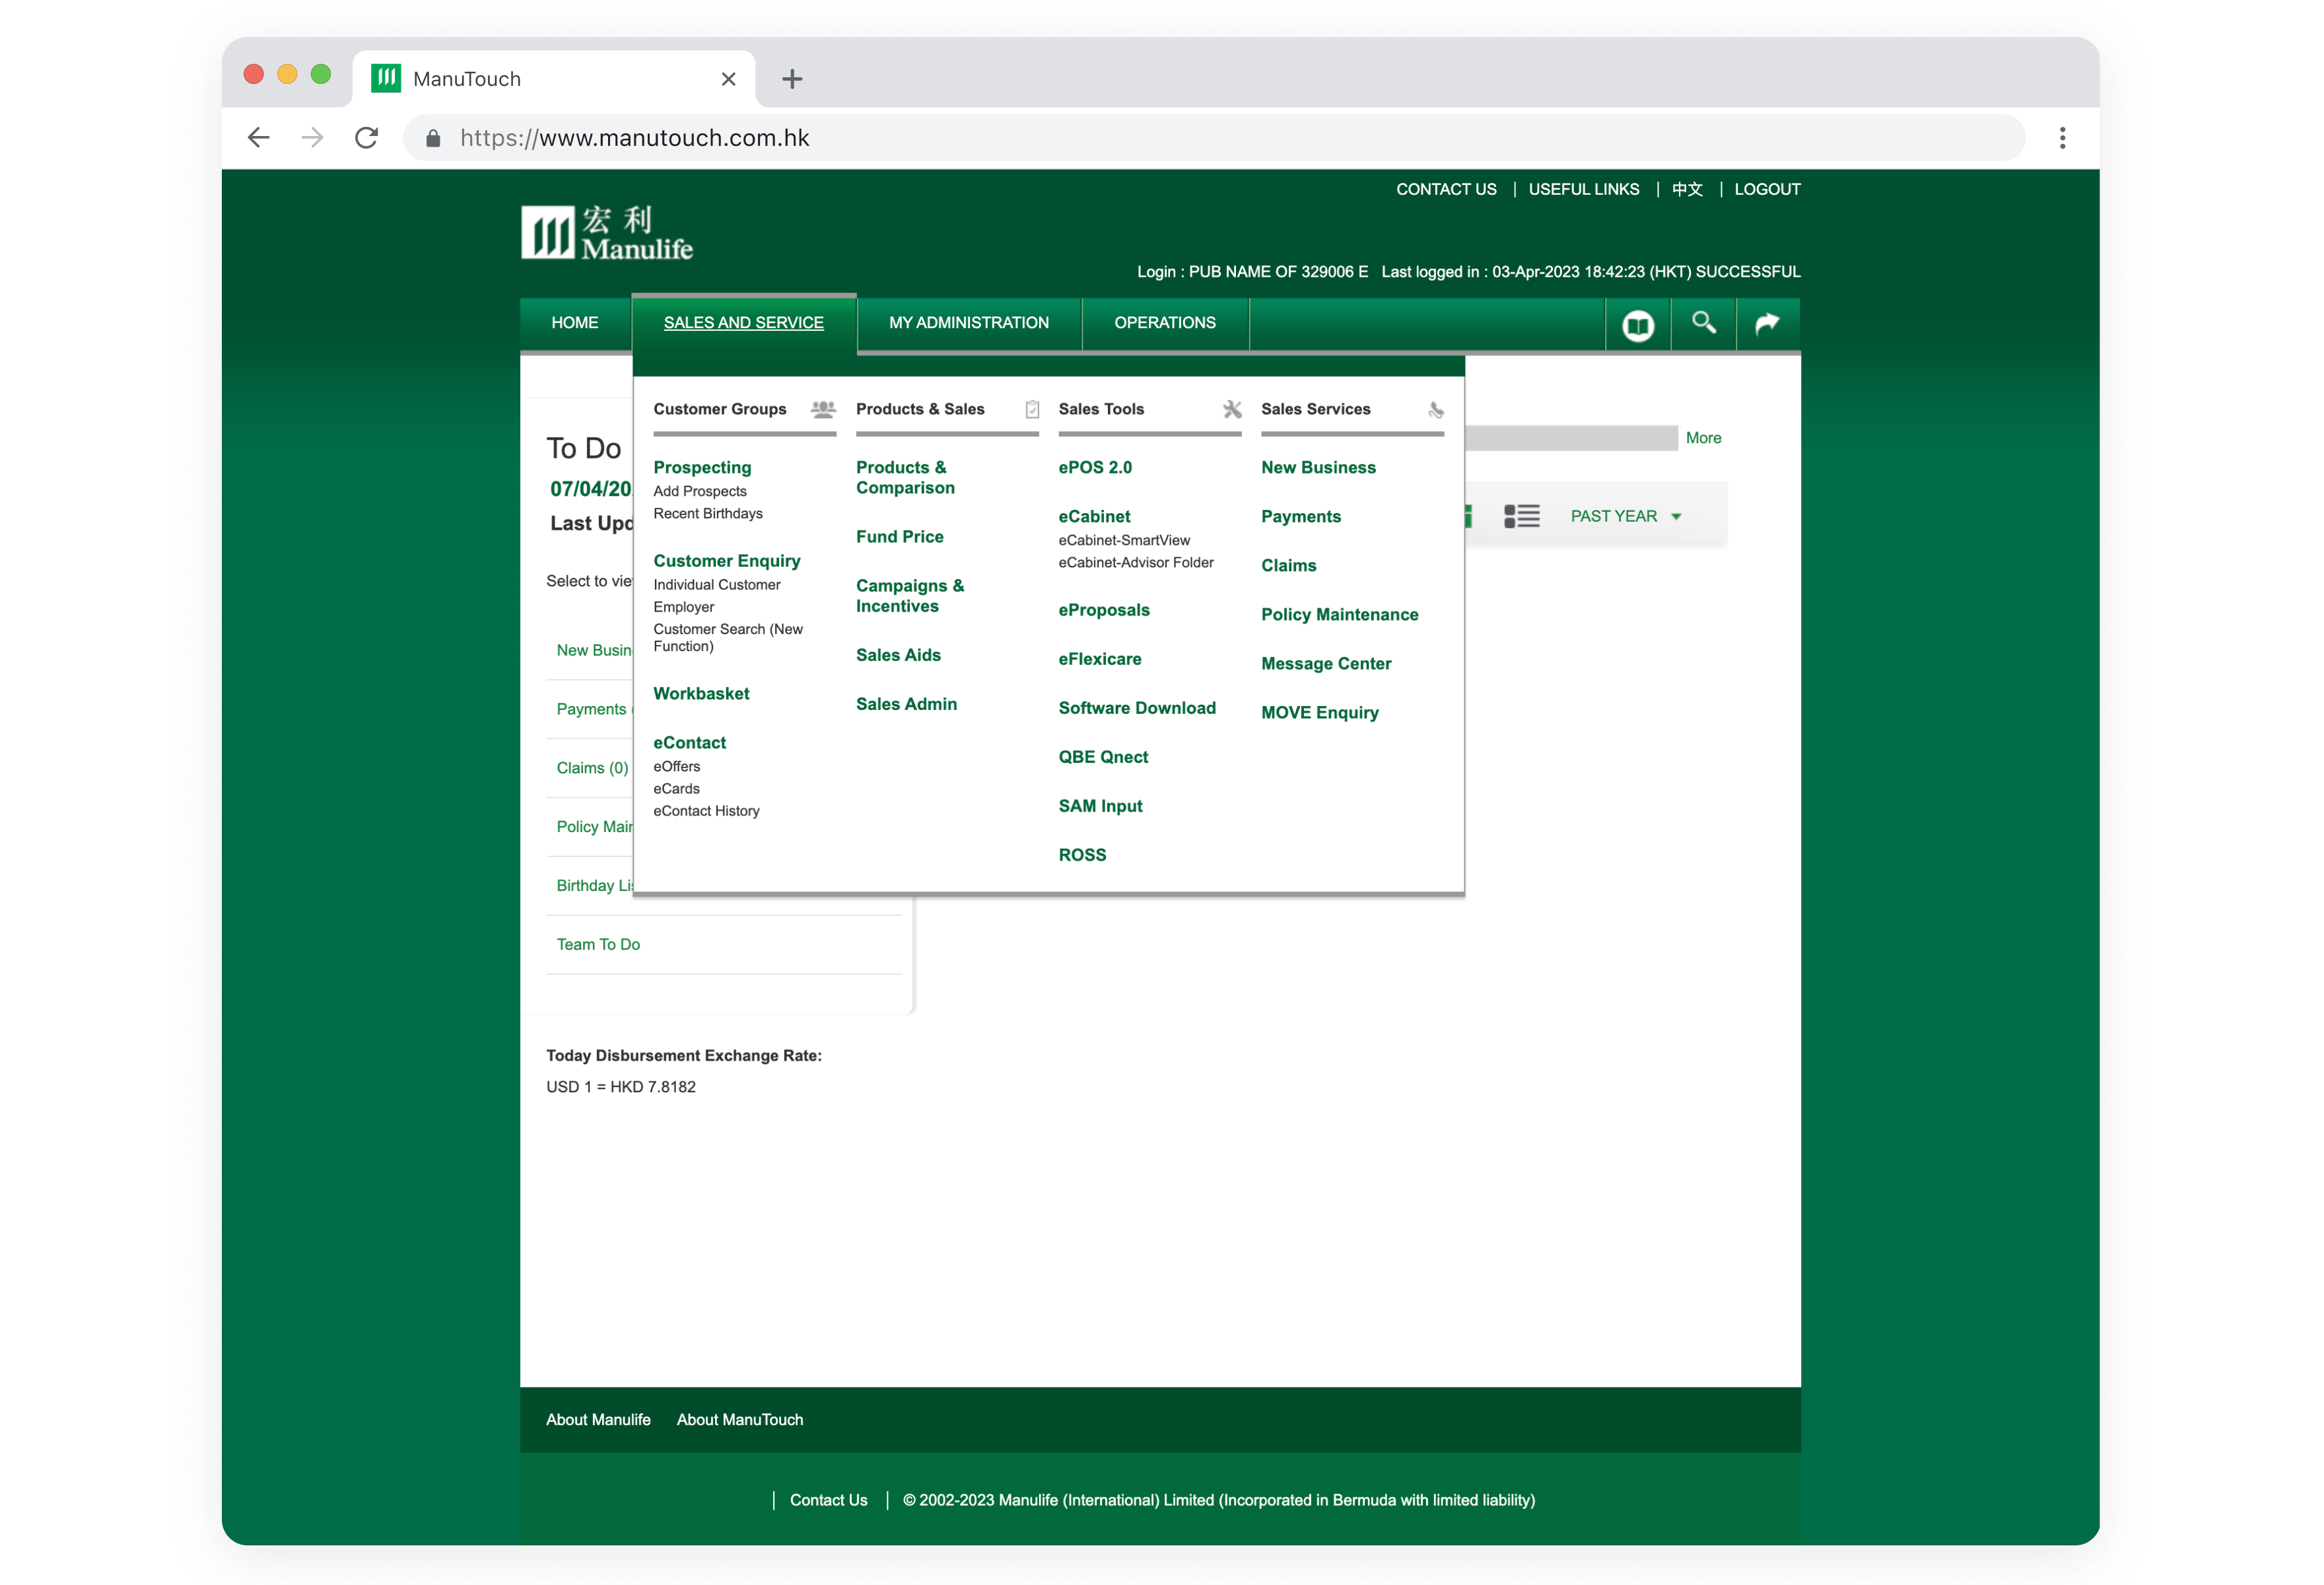 ManuTouch
https://www.manutouch.com.hk
CONTACT US | USEFUL LINKS | 中文 | LOGOUT
宏利
Manulife
Login : PUB NAME OF 329006 E Last logged in : 03-Apr-2023 18:42:23 (HKT) SUCCESSFUL
HOME SALES AND SERVICE MY ADMINISTRATION OPERATIONS
Customer Groups
Prospecting
Add Prospects
Recent Birthdays
Customer Enquiry
Individual Customer
Employer
Customer Search (New
Function)
Workbasket
eContact
eOffers
eCards
eContact History
Products & Sales
Products &
Comparison
Fund Price
Campaigns &
Incentives
Sales Aids
Sales Admin
Sales Tools
ePOS 2.0
eCabinet
eCabinet-SmartView
eCabinet-Advisor Folder
eProposals
eFlexicare
Software Download
QBE Qnect
SAM Input
ROSS
Sales Services
New Business
Payments
Claims
Policy Maintenance
Message Center
MOVE Enquiry
More
PAST YEAR
To Do
07/04/20
Last
Select to
New
Payments
Claims (0)
Policy
Birthday
Team To Do
Today Disbursement Exchange Rate:
USD 1 = HKD 7.8182
About Manulife About ManuTouch
| Contact Us | © 2002-2023 Manulife (International) Limited (Incorporated in Bermuda with limited liability)